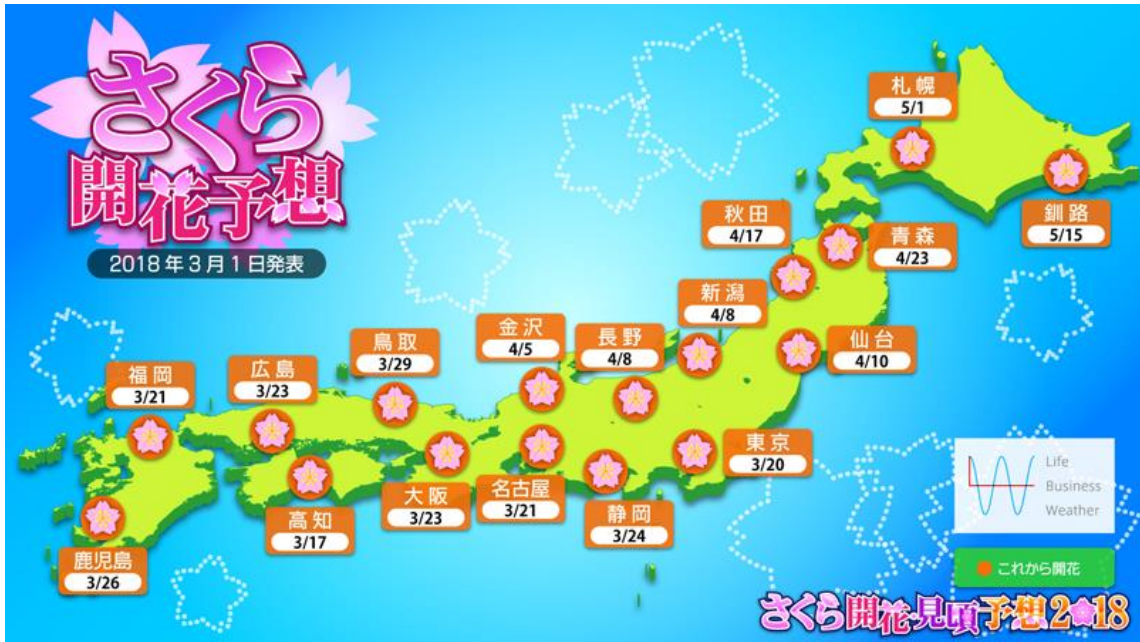 さくら
開花予想
2018年3月1日発表
札幌
5/1
釧路
5/15
秋田
4/17
青森
4/23
新潟
4/8
仙台
4/10
金沢
4/5
長野
4/8
鳥取
3/29
広島
3/23
福岡
3/21
東京
3/20
名古屋
3/21
静岡
3/24
大阪
3/23
高知
3/17
鹿児島
3/26
Life
Business
Weather
これから開花
さくら開花・見頃予想2018